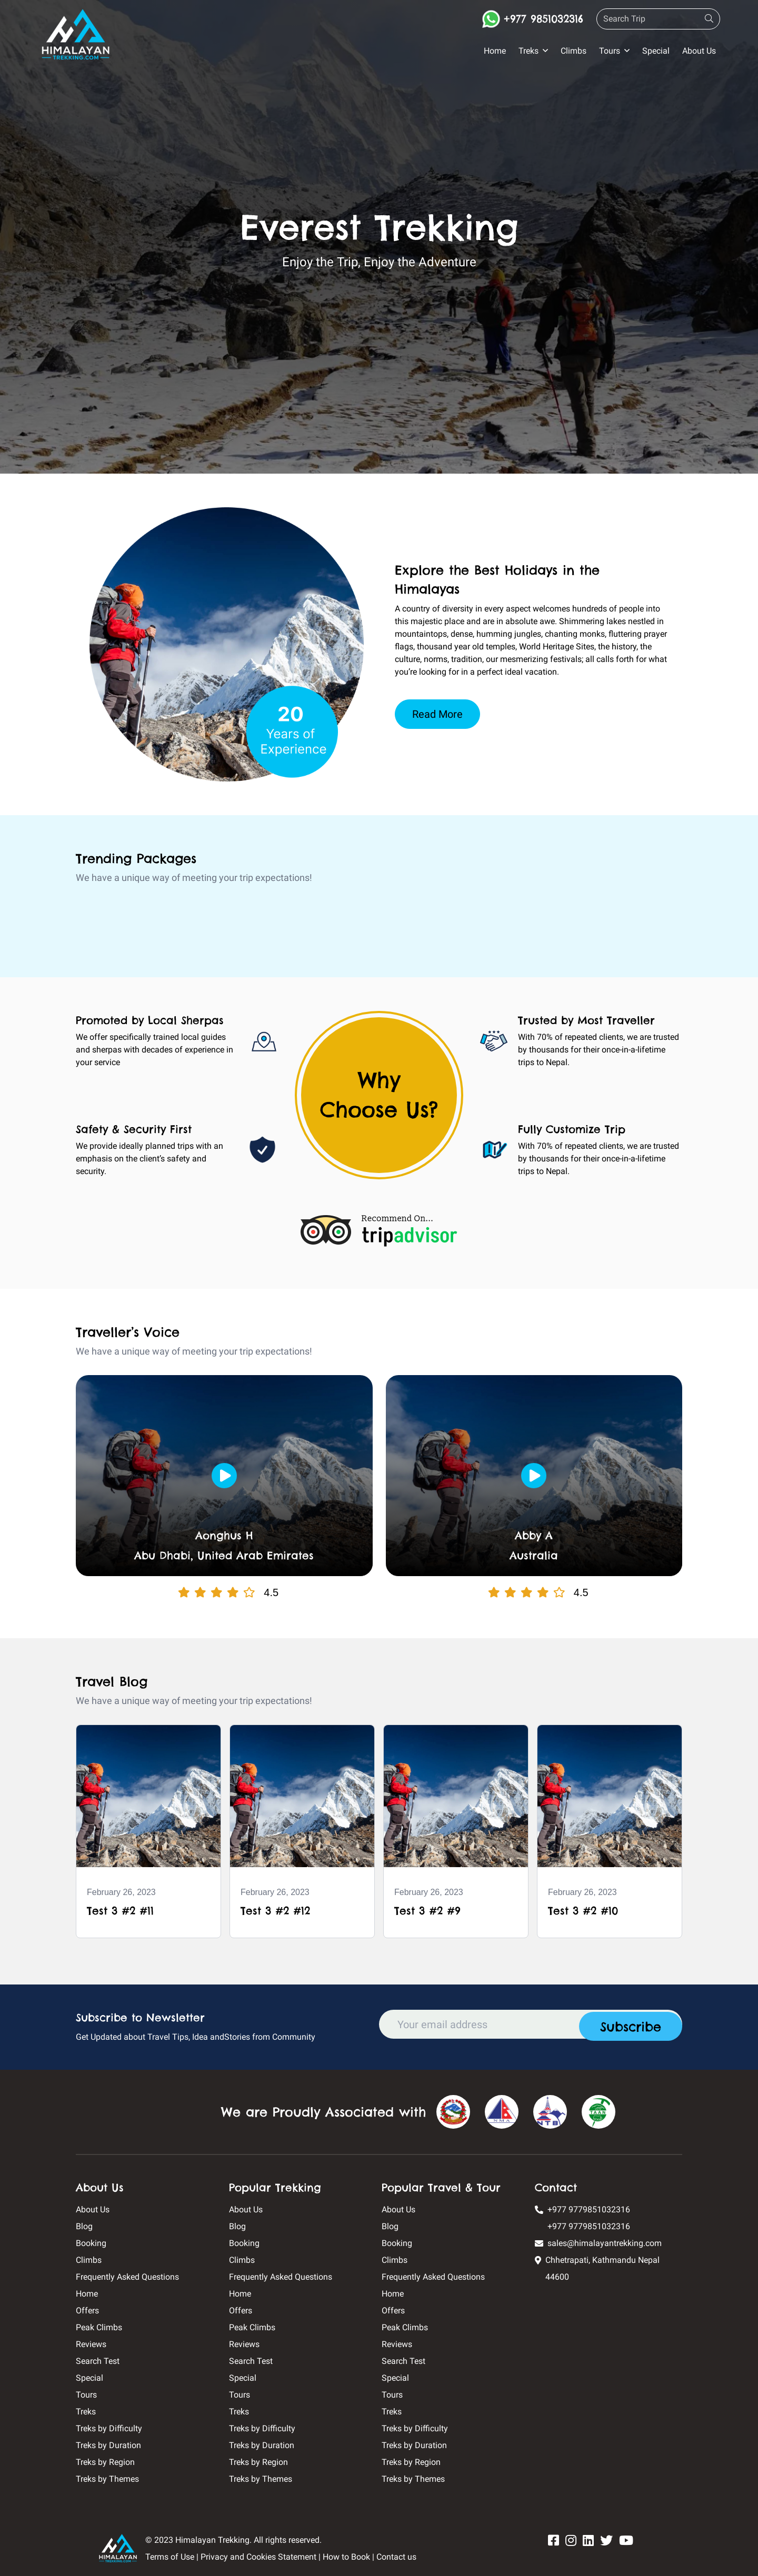 HIMALAYAN
TREKKING.COM
+977 9851032316
Search Trip
Home
Treks
Climbs
Tours
Special
About Us
Everest Trekking
Enjoy the Trip, Enjoy the Adventure
20
Years of
Experience
Explore the Best Holidays in the
Himalayas
A country of diversity in every aspect welcomes hundreds of people into
this majestic place and are in absolute awe. Shimmering lakes nestled in
mountaintops, dense, humming jungles, chanting monks, fluttering prayer
flags, thousand year old temples, World Heritage Sites, the history, the
culture, norms, tradition, our mesmerizing festivals; all calls forth for what
you're looking for in a perfect ideal vacation.
Read More
Trending Packages
We have a unique way of meeting your trip expectations!
Promoted by Local Sherpas
We offer specifically trained local guides
and sherpas with decades of experience in
your service
Safety & Security First
We provide ideally planned trips with an
emphasis on the client's safety and
security.
Why
Choose Us?
Trusted by Most Traveller
With 70% of repeated clients, we are trusted
by thousands for their once-in-a-lifetime
trips to Nepal.
Fully Customize Trip
With 70% of repeated clients, we are trusted
by thousands for their once-in-a-lifetime
trips to Nepal.
Recommend On...
tripadvisor
Traveller's Voice
We have a unique way of meeting your trip expectations!
Aonghus H
Abu Dhabi, United Arab Emirates
4.5
Abby A
Australia
4.5
Travel Blog
We have a unique way of meeting your trip expectations!
February 26, 2023
Test 3 #2 #11
February 26, 2023
Test 3 #2 #12
February 26, 2023
Test 3 #2 #9
February 26, 2023
Test 3 #2 #10
Subscribe to Newsletter
Get Updated about Travel Tips, Idea andStories from Community
Your email address
Subscribe
We are Proudly Associated with
NTB
TAAN
About Us
About Us
Blog
Booking
Climbs
Frequently Asked Questions
Home
Offers
Peak Climbs
Reviews
Search Test
Special
Tours
Treks
Treks by Difficulty
Treks by Duration
Treks by Region
Treks by Themes
Popular Trekking
About Us
Blog
Booking
Climbs
Frequently Asked Questions
Home
Offers
Peak Climbs
Reviews
Search Test
Special
Tours
Treks
Treks by Difficulty
Treks by Duration
Treks by Region
Treks by Themes
Popular Travel & Tour
About Us
Blog
Booking
Climbs
Frequently Asked Questions
Home
Offers
Peak Climbs
Reviews
Search Test
Special
Tours
Treks
Treks by Difficulty
Treks by Duration
Treks by Region
Treks by Themes
Contact
+977 9779851032316
+977 9779851032316
sales@himalayantrekking.com
Chhetrapati, Kathmandu Nepal
44600
HIMALAYAN
TREKKING.COM
© 2023 Himalayan Trekking. All rights reserved.
Terms of Use | Privacy and Cookies Statement | How to Book | Contact us